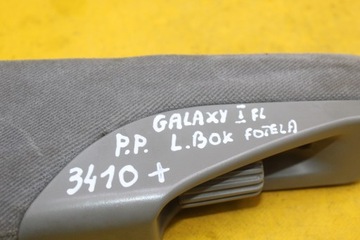 GALAXY I FL
P.P. L.BOK FOTELA
3410 +